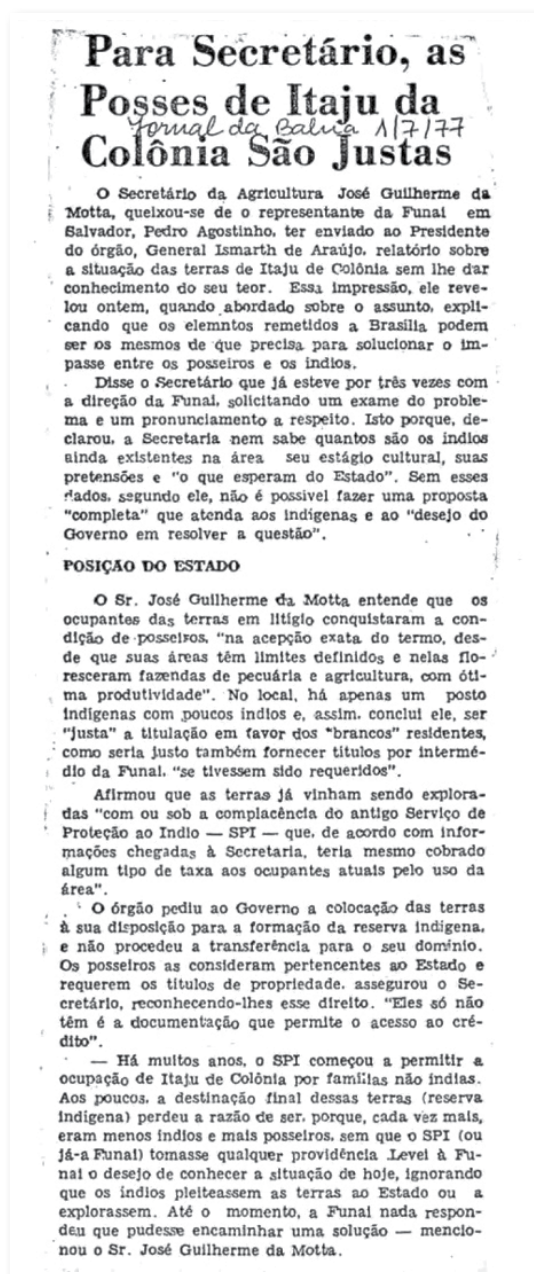 Para Secretário, as
Posses de Itaju da
Jornal da Bahia 1/7/77
Colônia São Justas
O Secretário da Agricultura José Guilherme da
Motta, queixou-se de o representante da Funai em
Salvador, Pedro Agostinho, ter enviado ao Presidente
do órgão, General Ismarth de Araújo, relatório sobre
a situação das terras de Itaju de Colônia sem lhe dar
conhecimento do seu teor. Essa impressão, ele reve-
lou ontem, quando abordado sobre o assunto, expli-
cando que os elemntos remetidos a Brasília podem
ser os mesmos de que precisa para solucionar o im-
passe entre os posseiros e os índios.
Disse o Secretário que já esteve por três vezes com
a direção da Funai, solicitando um exame do proble-
ma e um pronunciamento a respeito. Isto porque, de-
clarou, a Secretaria nem sabe quantos são os índios
ainda existentes na área seu estágio cultural, suas
pretensões e "o que esperam do Estado". Sem esses
dados, segundo ele, não é possivel fazer uma proposta
"completa" que atenda aos indígenas e ao "desejo do
Governo em resolver a questão".
POSIÇÃO DO ESTADO
O Sr. José Guilherme da Motta entende que os
ocupantes das terras em litígio conquistaram a con-
dição de posseiros, "na acepção exata do termo, des-
de que suas áreas têm limites definidos e nelas flo-
resceram fazendas de pecuária e agricultura, com óti-
ma produtividade". No local, há apenas um posto
indígenas com poucos índios e, assim, conclui ele, ser
"justa" a titulação em favor dos "brancos" residentes,
como seria justo também fornecer títulos por intermé-
dio da Funai, "se tivessem sido requeridos".
Afirmou que as terras já vinham sendo explora-
das "com ou sob a complacência do antigo Serviço de
Proteção ao Indio — SPI — que, de acordo com infor-
mações chegadas à Secretaria, teria mesmo cobrado
algum tipo de taxa aos ocupantes atuais pelo uso da
área".
O órgão pediu ao Governo a colocação das terras
à sua disposição para a formação da reserva indígena,
e não procedeu a transferência para o seu domínio.
Os posseiros as consideram pertencentes ao Estado e
requerem os títulos de propriedade, assegurou o Se-
cretário, reconhecendo-lhes esse direito. "Eles só não
têm é a documentação que permite o acesso ao cré-
dito".
— Há muitos anos, o SPI começou a permitir a
ocupação de Itaju de Colônia por famílias não índias.
Aos poucos, a destinação final dessas terras (reserva
indígena) perdeu a razão de ser, porque, cada vez mais,
eram menos índios e mais posseiros, sem que o SPI (ou
já-a Funai) tomasse qualquer providência .Levei à Fu-
nai o desejo de conhecer a situação de hoje, ignorando
que os índios pleiteassem as terras ao Estado ou a
explorassem. Até o momento, a Funai nada respon-
deu que pudesse encaminhar uma solução — mencio-
nou o Sr. José Guilherme da Motta.